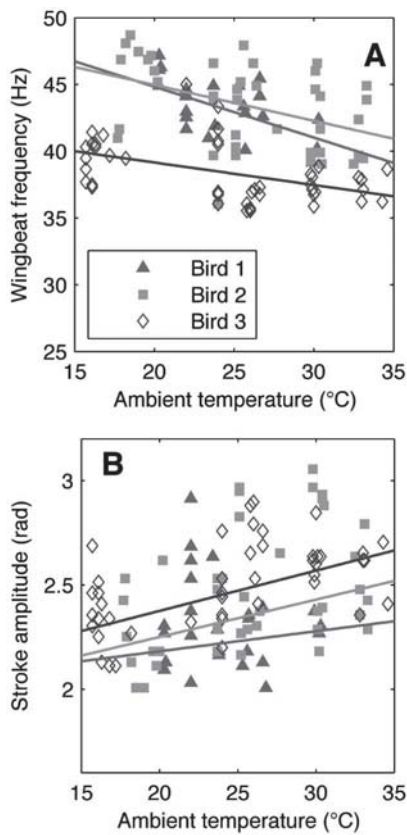 50
A
45
40
35
30
25
Wingbeat frequency (Hz)
Bird 1
Bird 2
Bird 3
15 20 25 30 35
Ambient temperature (°C)
B
3
2.5
2
Stroke amplitude (rad)
15 20 25 30 35
Ambient temperature (°C)